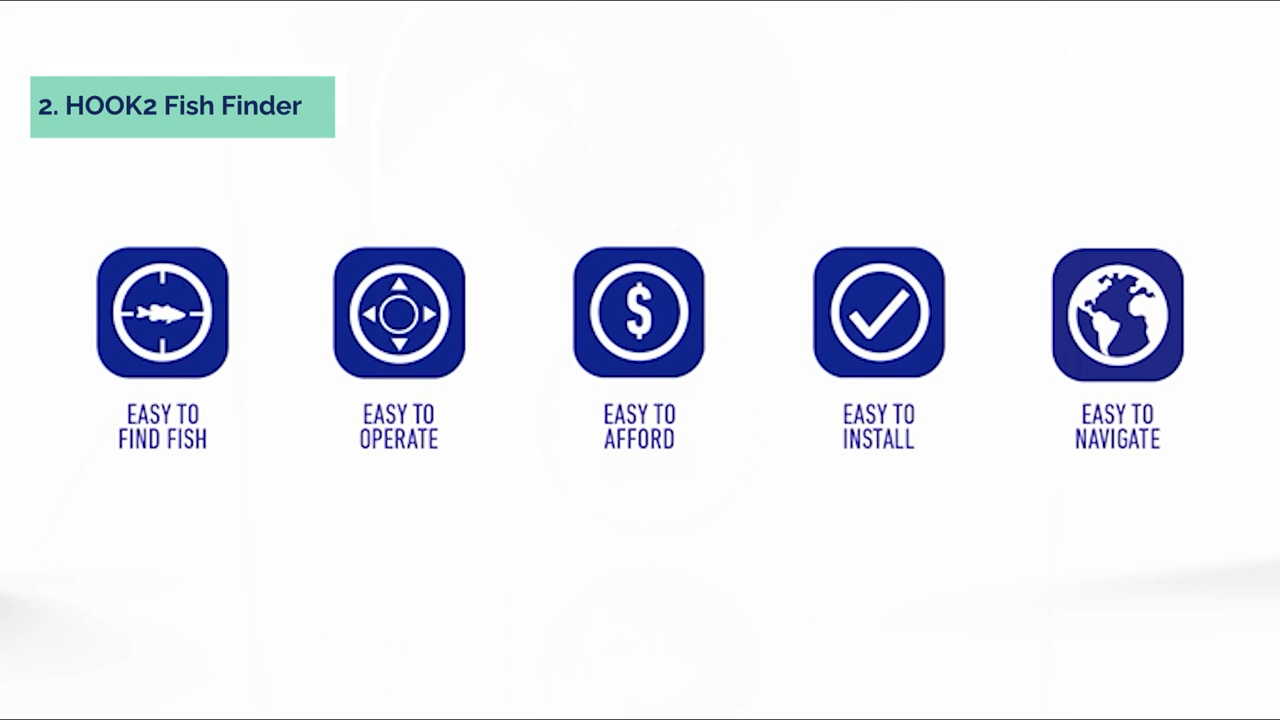 2. HOOK2 Fish Finder
EASY TO
FIND FISH
EASY TO
OPERATE
$
EASY TO
AFFORD
EASY TO
INSTALL
EASY TO
NAVIGATE